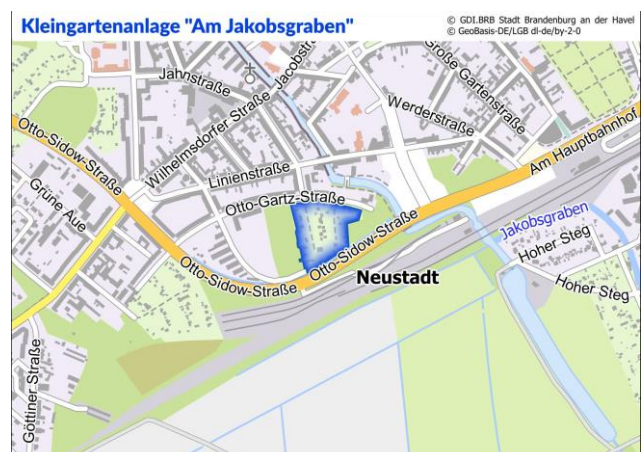 Kleingartenanlage "Am Jakobsgraben"
© GDI.BRB Stadt Brandenburg an der Havel
© GeoBasis-DE/LGB dl-de/by-2-0
Jahnstraße
Jacobstraße
Große Gartenstraße
Werderstraße
Otto-Sidow-Straße
Wilhelmsdorfer Straße
Linienstraße
Am Hauptbahnhof
Grüne Aue
Otto-Gartz-Straße
Otto-Sidow-Straße
Otto-Sidow-Straße
Jakobsgraben
Hoher Steg
Neustadt
Hoher Steg
Göttiner Straße